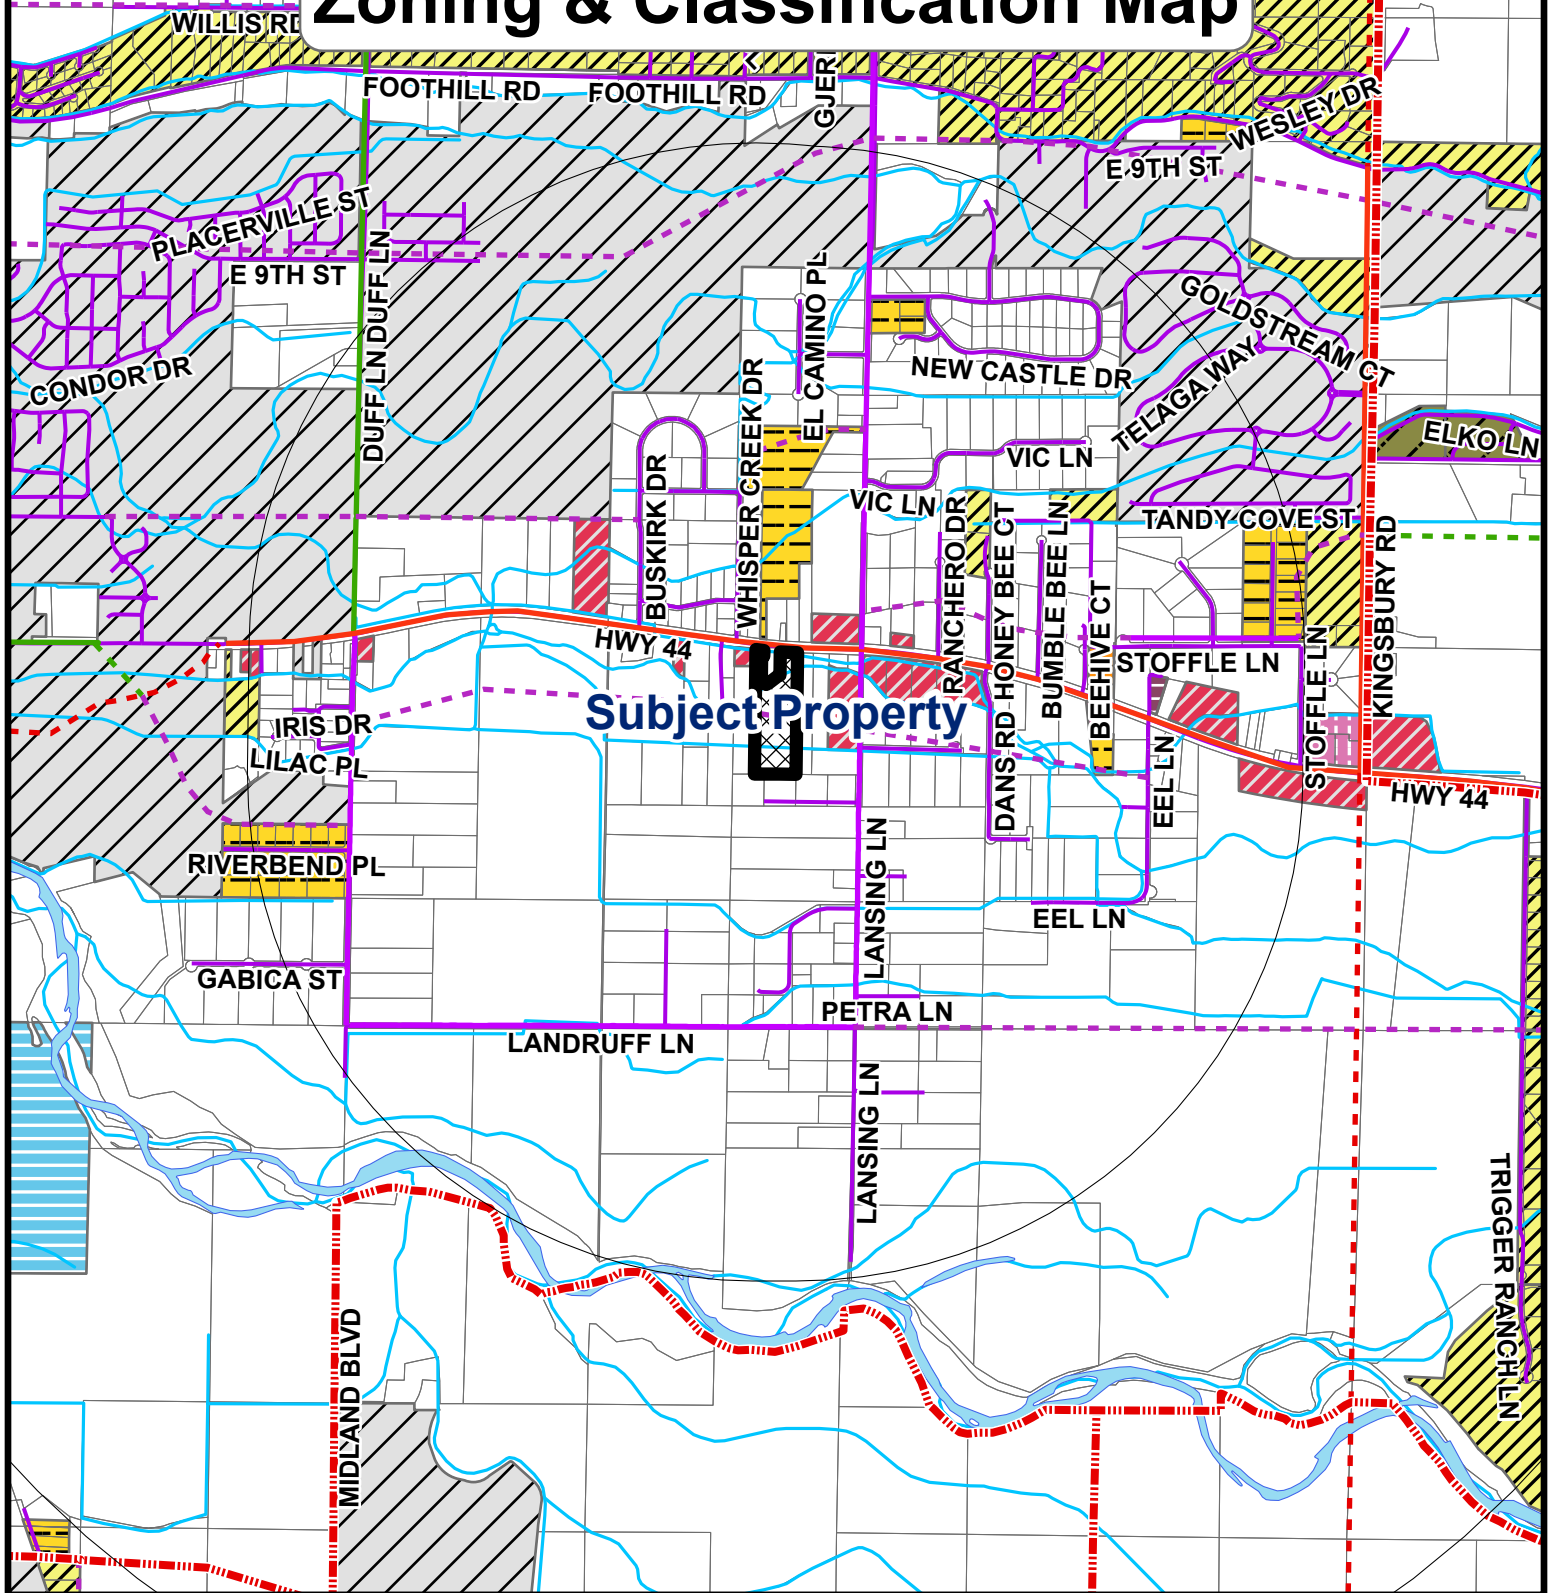 Zoning & Classification Map
WILLIS RD
FOOTHILL RD
FOOTHILL RD
GJERI
WESLEY DR
E 9TH ST
PLACERVILLE ST
E 9TH ST
DUFF LN
DUFF LN
EL CAMINO PL
GOLDSTREAM CT
CONDOR DR
NEW CASTLE DR
TELAGA WAY
WHISPER CREEK DR
BUSKIRK DR
VIC LN
VIC LN
ELKO LN
RANCHERO DR
DANS RD HONEY BEE CT
BUMBLE BEE LN
BEEHIVE CT
TANDY COVE ST
KINGSBURY RD
HWY 44
STOFFLE LN
STOFFLE LN
Subject Property
IRIS DR
LILAC PL
EEL LN
HWY 44
RIVERBEND PL
LANSING LN
EEL LN
GABICA ST
PETRA LN
LANDRUFF LN
LANSING LN
TRIGGER RANCH LN
MIDLAND BLVD